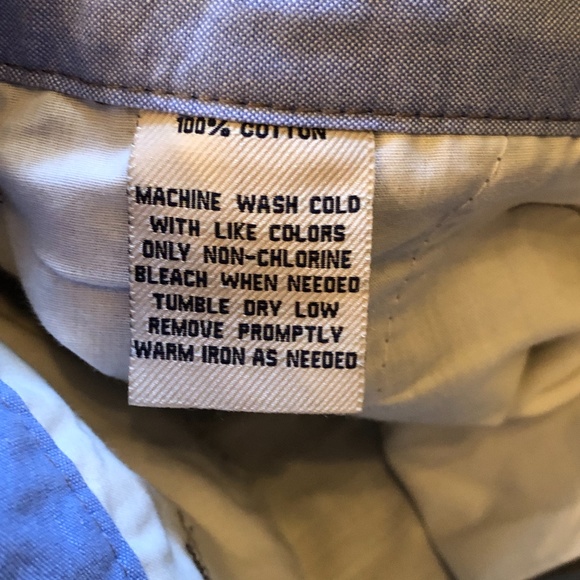 100% COTTON
MACHINE WASH COLD
WITH LIKE COLORS
ONLY NON-CHLORINE
BLEACH WHEN NEEDED
TUMBLE DRY LOW
REMOVE PROMPTLY
WARM IRON AS NEEDED